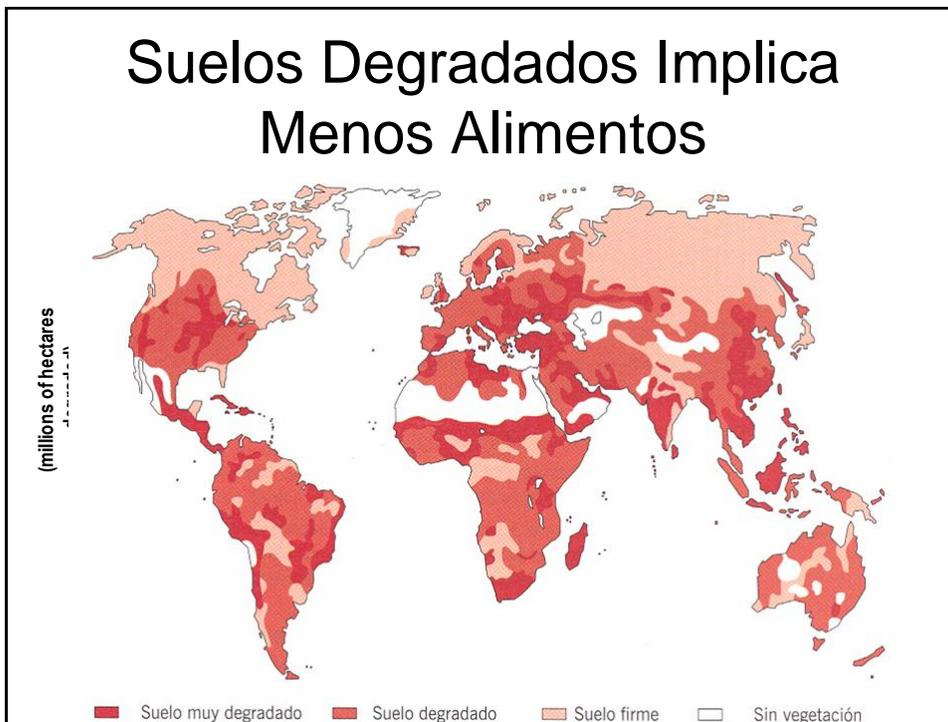 Suelos Degradados Implica
Menos Alimentos
(millions of hectares
Suelo muy degradado Suelo degradado Suelo firme Sin vegetación